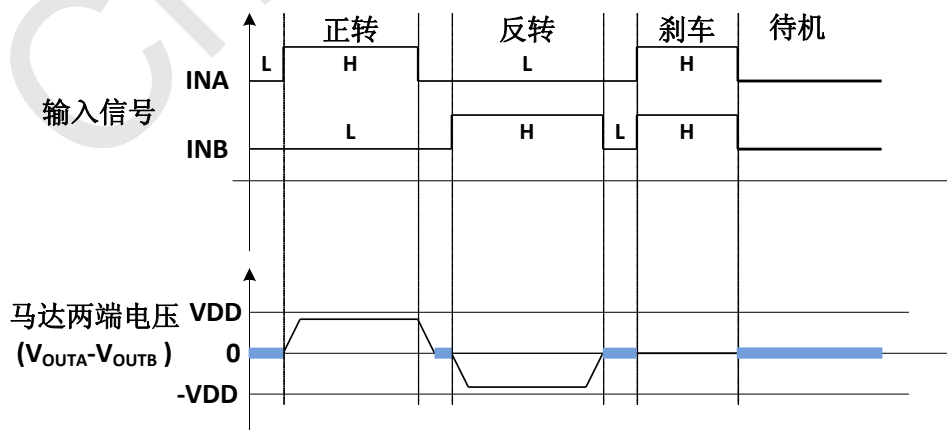 正转 反转 刹车 待机
L H L H
INA
输入信号
L H L H
INB
马达两端电压 VDD
(VOUTA-VOUTB ) 0
-VDD